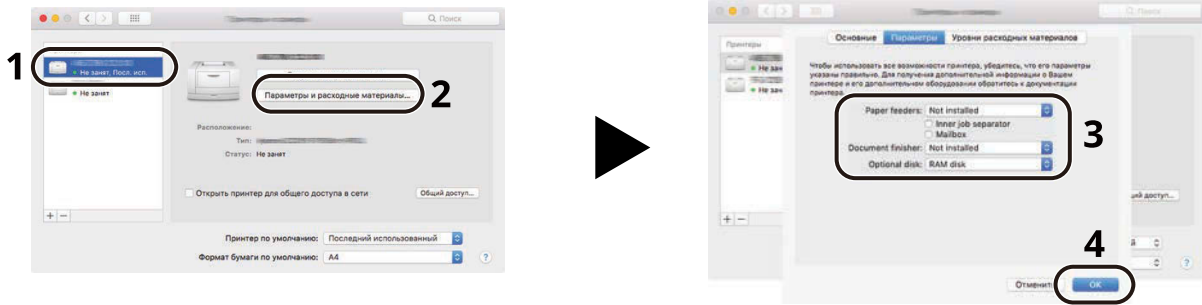 Поиск
1
Не занят, Посл. исп.
Не занят
Параметры и расходные материалы...
2
Расположение:
Тип:
Статус: Не занят
Открыть принтер для общего доступа в сети
Общий доступ...
+ −
Принтер по умолчанию: Последний использованный
Формат бумаги по умолчанию: A4
?
Поиск
Принтеры
Основные Параметры Уровни расходных материалов
Чтобы использовать все возможности принтера, убедитесь, что его параметры
указаны правильно. Для получения дополнительной информации о Вашем
принтере и его дополнительном оборудовании обратитесь к документации
принтера.
Не зан
Не зан
Paper feeders: Not installed
Inner job separator
Mailbox
3
Document finisher: Not installed
Optional disk: RAM disk
ий доступ...
+ −
4
?
Отменить
OK